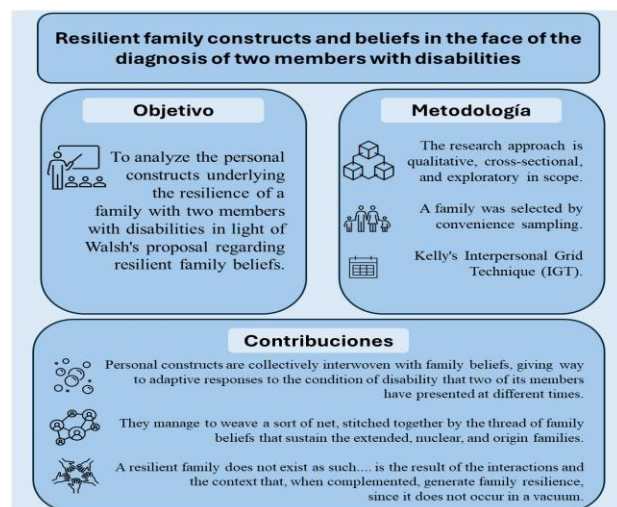 Resilient family constructs and beliefs in the face of the
diagnosis of two members with disabilities
Objetivo
To analyze the personal
constructs underlying
the resilience of a
family with two members
with disabilities in light of
Walsh's proposal regarding
resilient family beliefs.
Metodología
The research approach is
qualitative, cross-sectional,
and exploratory in scope.
A family was selected by
convenience sampling.
Kelly's Interpersonal Grid
Technique (IGT).
Contribuciones
Personal constructs are collectively interwoven with family beliefs, giving way
to adaptive responses to the condition of disability that two of its members
have presented at different times.
They manage to weave a sort of net, stitched together by the thread of family
beliefs that sustain the extended, nuclear, and origin families.
A resilient family does not exist as such.... is the result of the interactions and
the context that, when complemented, generate family resilience,
since it does not occur in a vacuum.